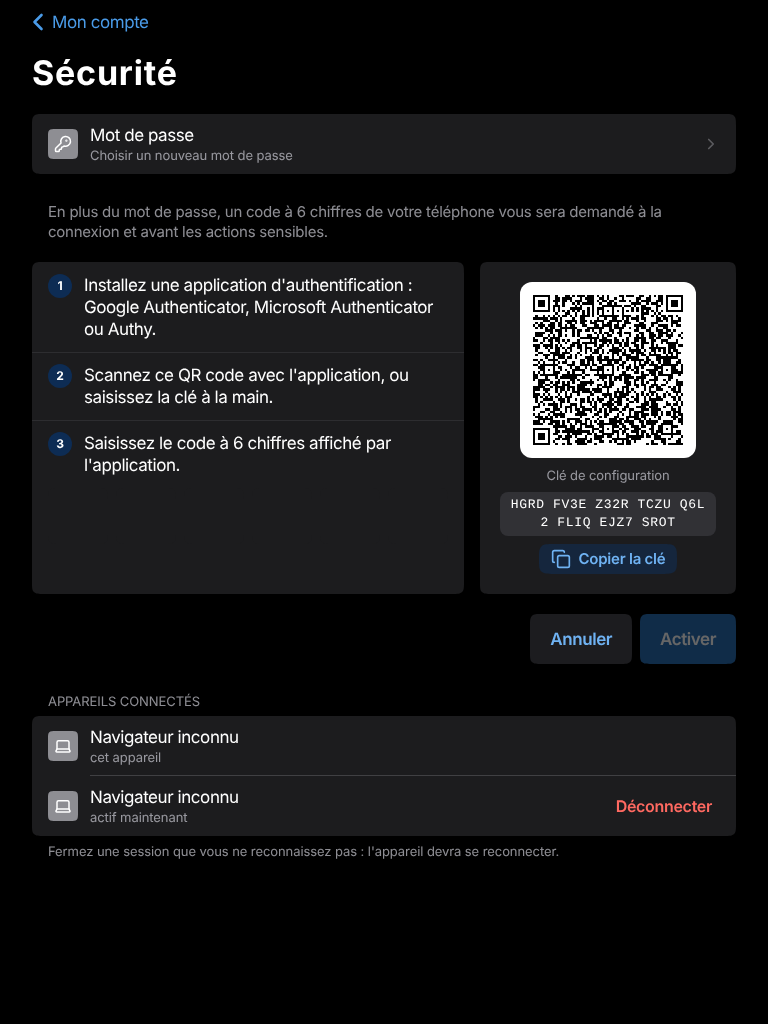 Mon compte
Sécurité
Mot de passe
Choisir un nouveau mot de passe
En plus du mot de passe, un code à 6 chiffres de votre téléphone vous sera demandé à la
connexion et avant les actions sensibles.
1 Installez une application d'authentification :
Google Authenticator, Microsoft Authenticator
ou Authy.
2 Scannez ce QR code avec l'application, ou
saisissez la clé à la main.
3 Saisissez le code à 6 chiffres affiché par
l'application.
Clé de configuration
HGRD FV3E Z32R TCZU Q6L
2 FLIQ EJZ7 SROT
Copier la clé
Annuler
Activer
APPAREILS CONNECTÉS
Navigateur inconnu
cet appareil
Navigateur inconnu
actif maintenant
Déconnecter
Fermez une session que vous ne reconnaissez pas : l'appareil devra se reconnecter.